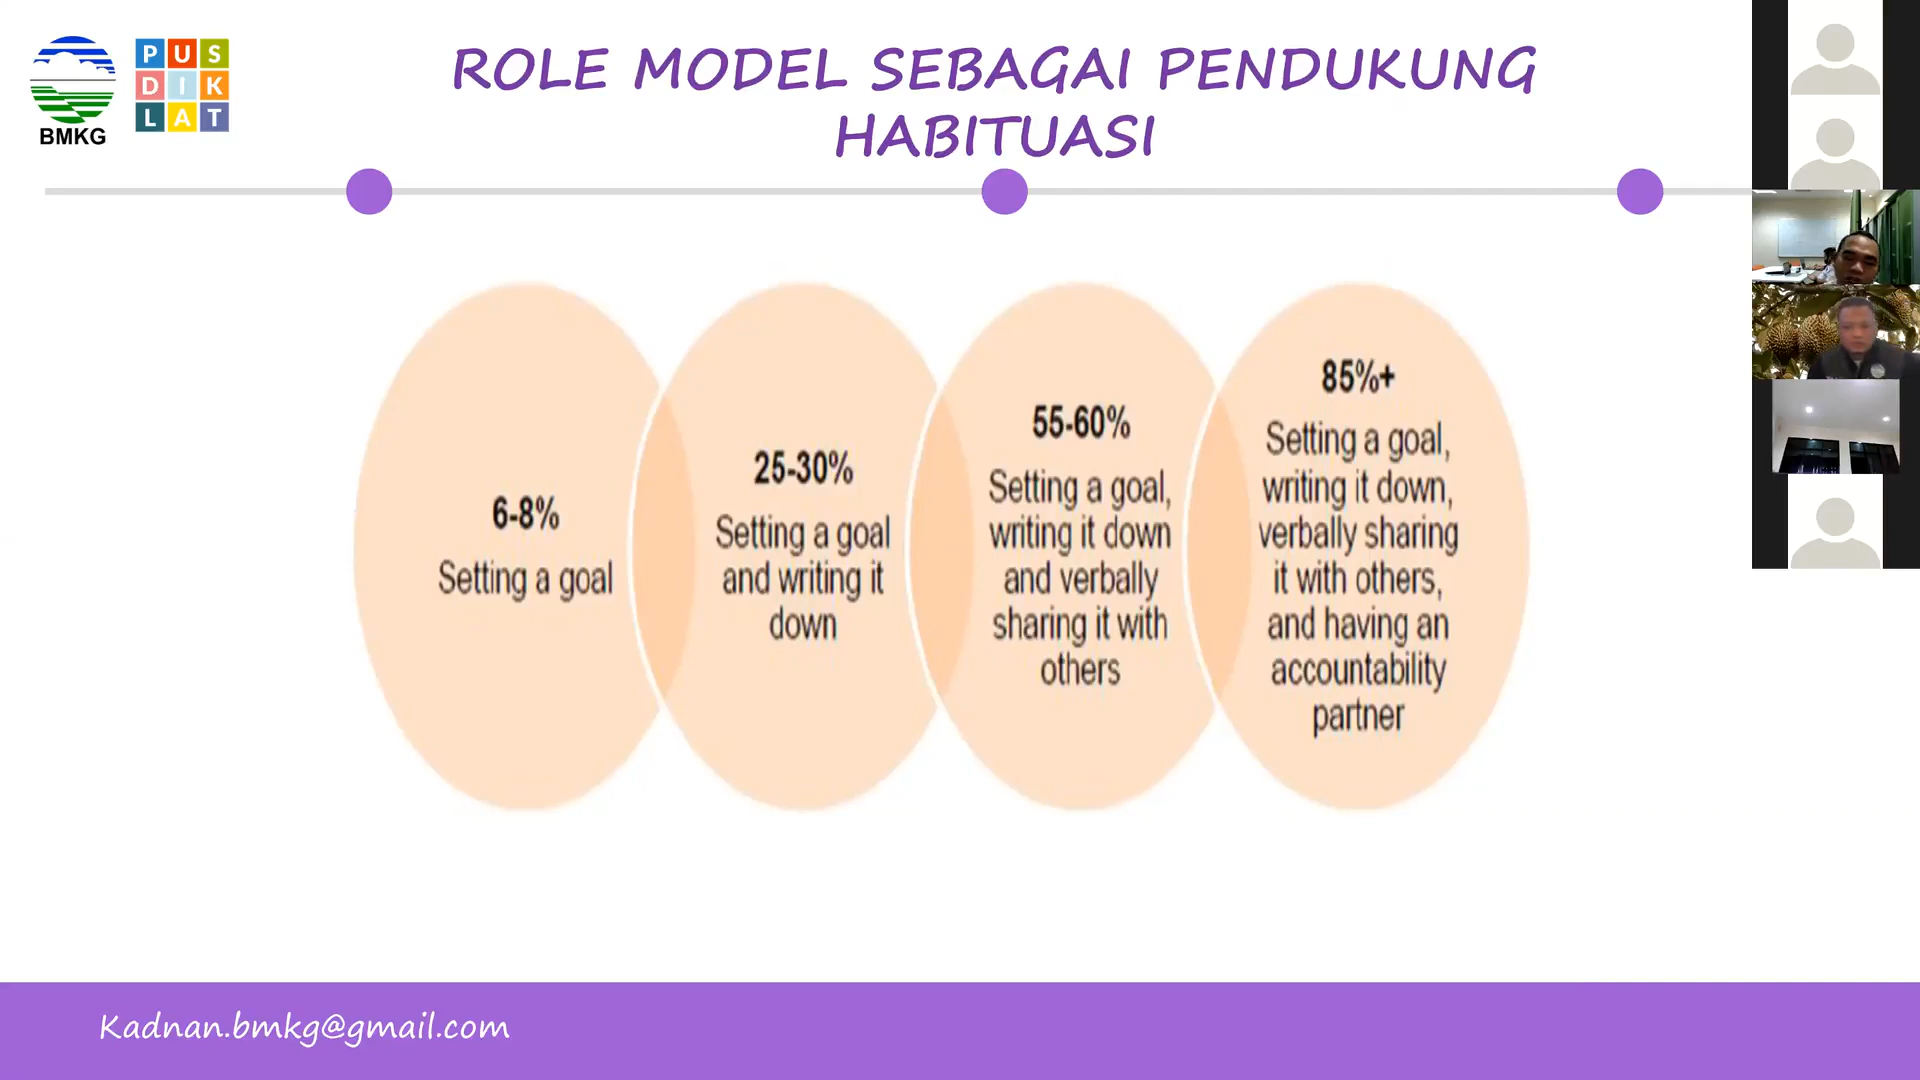 BMKG
PUS
DIK
LAT
ROLE MODEL SEBAGAI PENDUKUNG
HABITUASI
6-8%
Setting a goal
25-30%
Setting a goal
and writing it
down
55-60%
Setting a goal,
writing it down
and verbally
sharing it with
others
85%+
Setting a goal,
writing it down,
verbally sharing
it with others,
and having an
accountability
partner
Kadnan.bmkg@gmail.com